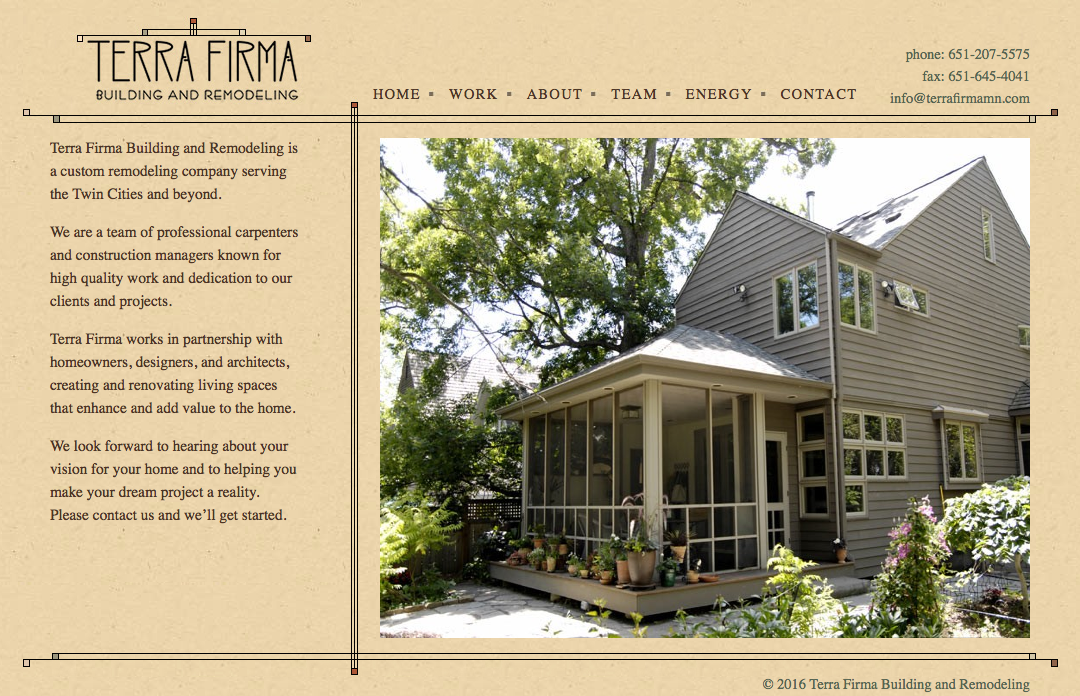 TERRA FIRMA
BUILDING AND REMODELING
phone: 651-207-5575
fax: 651-645-4041
info@terrafirmamn.com
HOME ▪ WORK ▪ ABOUT ▪ TEAM ▪ ENERGY ▪ CONTACT
Terra Firma Building and Remodeling is
a custom remodeling company serving
the Twin Cities and beyond.
We are a team of professional carpenters
and construction managers known for
high quality work and dedication to our
clients and projects.
Terra Firma works in partnership with
homeowners, designers, and architects,
creating and renovating living spaces
that enhance and add value to the home.
We look forward to hearing about your
vision for your home and to helping you
make your dream project a reality.
Please contact us and we’ll get started.
© 2016 Terra Firma Building and Remodeling